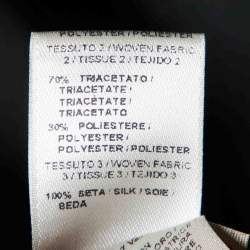 POLYESTER/POLIESTER
TESSUTO 2/WOVEN FABRIC
2/TISSUE 2/TEJIDO 2
70% TRIACETATO/
TRIACETATE/
TRIACETATE/
TRIACETATO
30% POLIESTERE/
POLYESTER/
POLYESTER/POLIESTER
TESSUTO 3/WOVEN FABRIC
3/TISSUE 3/TEJIDO 3
100% SETA/SILK/SOIE/
SEDA